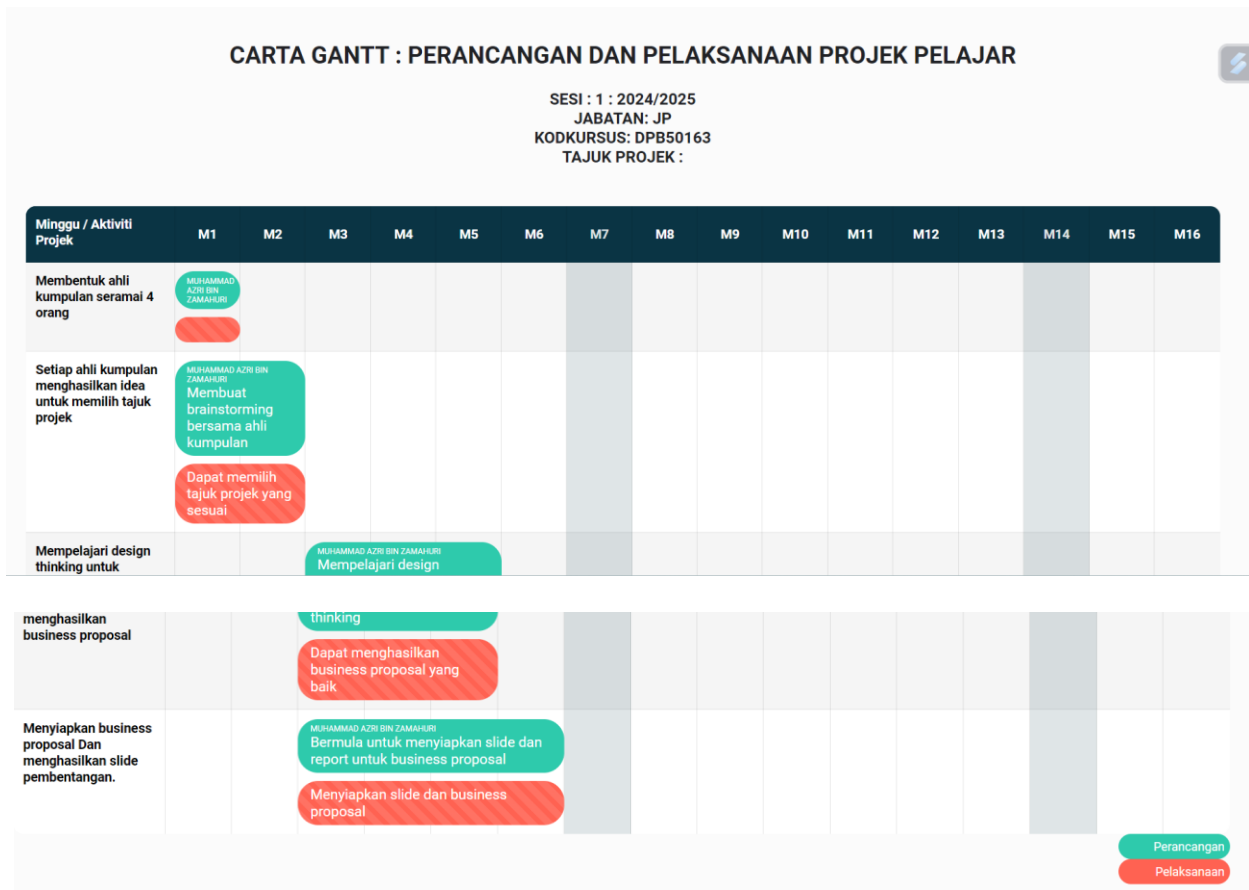 CARTA GANTT : PERANCANGAN DAN PELAKSANAAN PROJEK PELAJAR
SESI : 1 : 2024/2025
JABATAN: JP
KODKURSUS: DPB50163
TAJUK PROJEK :
Minggu / Aktiviti
Projek
M1 M2 M3 M4 M5 M6 M7 M8 M9 M10 M11 M12 M13 M14 M15 M16
Membentuk ahli
kumpulan seramai 4
orang
MUHAMMAD
AZRI BIN
ZAMAHURI
Setiap ahli kumpulan
menghasilkan idea
untuk memilih tajuk
projek
MUHAMMAD AZRI BIN
ZAMAHURI
Membuat
brainstorming
bersama ahli
kumpulan
Dapat memilih
tajuk projek yang
sesuai
Mempelajari design
thinking untuk
MUHAMMAD AZRI BIN ZAMAHURI
Mempelajari design
menghasilkan
business proposal
thinking
Dapat menghasilkan
business proposal yang
baik
Menyiapkan business
proposal Dan
menghasilkan slide
pembentangan.
MUHAMMAD AZRI BIN ZAMAHURI
Bermula untuk menyiapkan slide dan
report untuk business proposal
Menyiapkan slide dan business
proposal
Perancangan
Pelaksanaan